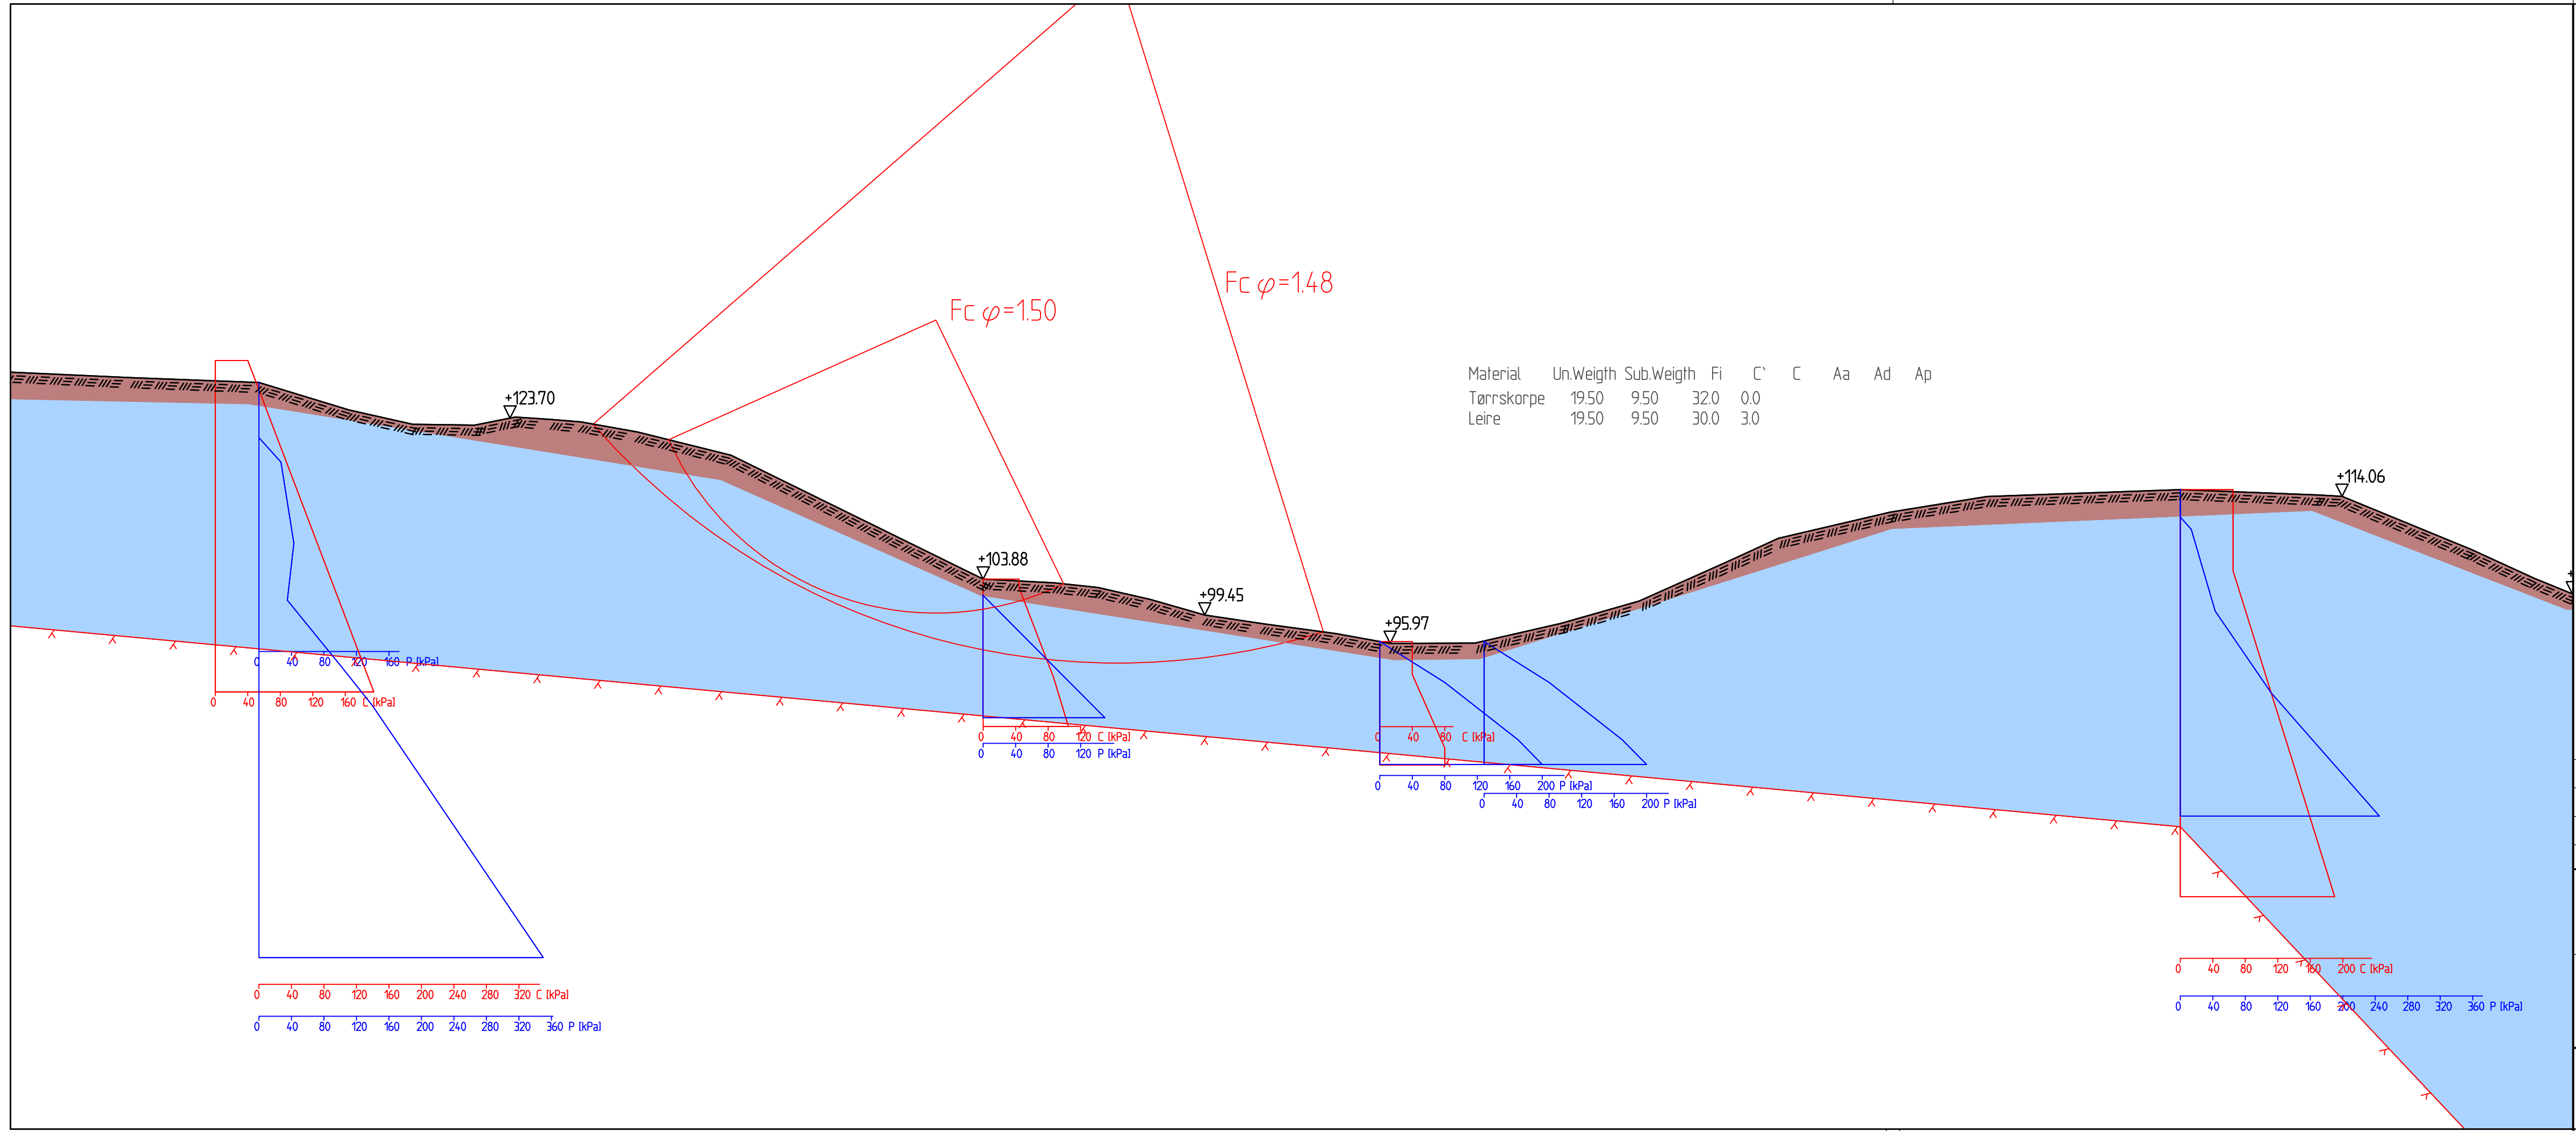 Fc φ=1.48
Fc φ=1.50
Material Un.Weigth Sub.Weigth Fi C` C Aa Ad Ap
Tørrskorpe 19.50 9.50 32.0 0.0
Leire 19.50 9.50 30.0 3.0
+123.70
+114.06
+103.88
+99.45
+95.97
+
0 40 80 120 160 P [kPa]
0 40 80 120 160 C [kPa]
0 40 80 120 C [kPa]
0 40 80 120 P [kPa]
0 40 80 C [kPa]
0 40 80 120 160 200 P [kPa]
0 40 80 120 160 200 P [kPa]
0 40 80 120 160 200 C [kPa]
0 40 80 120 160 200 240 280 320 C [kPa]
0 40 80 120 160 200 240 280 320 360 P [kPa]
0 40 80 120 160 200 240 280 320 360 P [kPa]